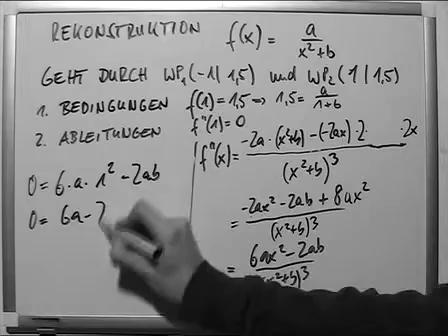 REKONSTRUKTION f(x) = a/(x²+b)
GEHT DURCH WP₁(-1|1,5) und WP₂(1|1,5)
1. BEDINGUNGEN f(1)=1,5 → 1,5 = a/(1+b)
f''(1)=0
2. ABLEITUNGEN
f''(x) = (-2a·(x²+b)-(-2ax)·2· ·2x)/(x²+b)³
= (-2ax²-2ab+8ax²)/(x²+b)³
= (6ax²-2ab)/(x²+b)³
0=6·a·1²-2ab
0= 6a-2